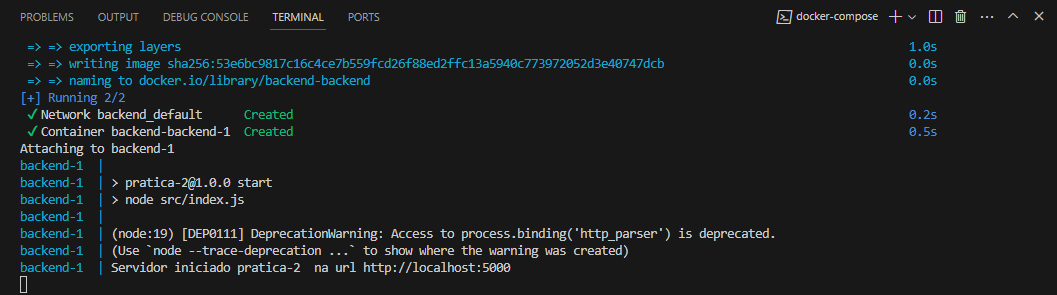 PROBLEMS OUTPUT DEBUG CONSOLE TERMINAL PORTS docker-compose
=> => exporting layers 1.0s
=> => writing image sha256:53e6bc9817c16c4ce7b559fcd26f88ed2ffc13a5940c773972052d3e40747dcb 0.0s
=> => naming to docker.io/library/backend-backend 0.0s
[+] Running 2/2
✔ Network backend_default Created 0.2s
✔ Container backend-backend-1 Created 0.5s
Attaching to backend-1
backend-1 |
backend-1 | > pratica-2@1.0.0 start
backend-1 | > node src/index.js
backend-1 |
backend-1 | (node:19) [DEP0111] DeprecationWarning: Access to process.binding('http_parser') is deprecated.
backend-1 | (Use `node --trace-deprecation ...` to show where the warning was created)
backend-1 | Servidor iniciado pratica-2  na url http://localhost:5000